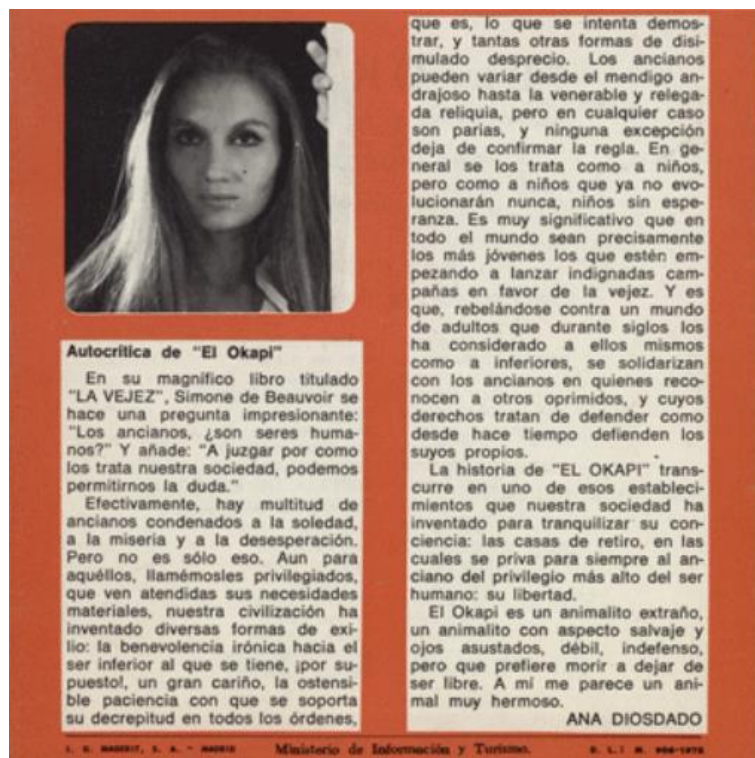 Autocrítica de "El Okapi"
En su magnífico libro titulado
"LA VEJEZ", Simone de Beauvoir se
hace una pregunta impresionante:
"Los ancianos, ¿son seres huma-
nos?" Y añade: "A juzgar por como
los trata nuestra sociedad, podemos
permitirnos la duda."
Efectivamente, hay multitud de
ancianos condenados a la soledad,
a la miseria y a la desesperación.
Pero no es sólo eso. Aun para
aquéllos, llamémosles privilegiados,
que ven atendidas sus necesidades
materiales, nuestra civilización ha
inventado diversas formas de exi-
lio: la benevolencia irónica hacia el
ser inferior al que se tiene, ¡por su-
puesto!, un gran cariño, la ostensi-
ble paciencia con que se soporta
su decrepitud en todos los órdenes,
que es, lo que se intenta demos-
trar, y tantas otras formas de disi-
mulado desprecio. Los ancianos
pueden variar desde el mendigo an-
drajoso hasta la venerable y relega-
da reliquia, pero en cualquier caso
son parias, y ninguna excepción
deja de confirmar la regla. En ge-
neral se los trata como a niños,
pero como a niños que ya no evo-
lucionarán nunca, niños sin espe-
ranza. Es muy significativo que en
todo el mundo sean precisamente
los más jóvenes los que estén em-
pezando a lanzar indignadas cam-
pañas en favor de la vejez. Y es
que, rebelándose contra un mundo
de adultos que durante siglos los
ha considerado a ellos mismos
como a inferiores, se solidarizan
con los ancianos en quienes reco-
nocen a otros oprimidos, y cuyos
derechos tratan de defender como
desde hace tiempo defienden los
suyos propios.
La historia de "EL OKAPI" trans-
curre en uno de esos estableci-
mientos que nuestra sociedad ha
inventado para tranquilizar su con-
ciencia: las casas de retiro, en las
cuales se priva para siempre al an-
ciano del privilegio más alto del ser
humano: su libertad.
El Okapi es un animalito extraño,
un animalito con aspecto salvaje y
ojos asustados, débil, indefenso,
pero que prefiere morir a dejar de
ser libre. A mí me parece un ani-
mal muy hermoso.
ANA DIOSDADO
S. A. - MADRID
Ministerio de Información y Turismo.